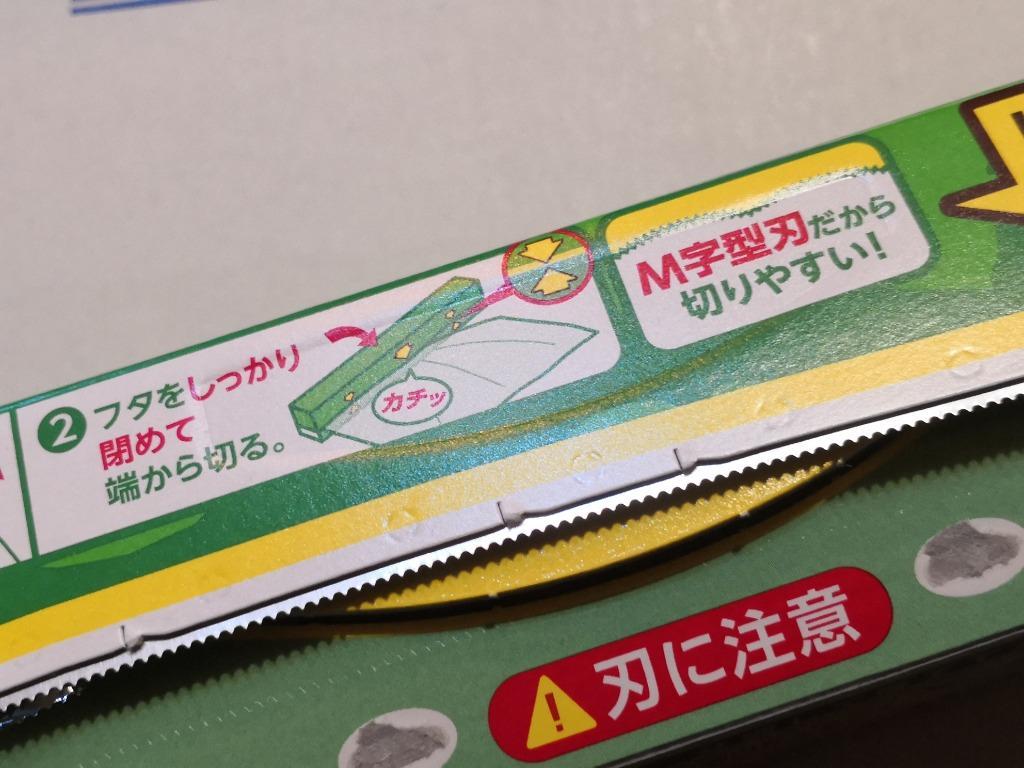 ②フタをしっかり
閉めて
端から切る。
カチッ
M字型刃だから
切りやすい!
刃に注意